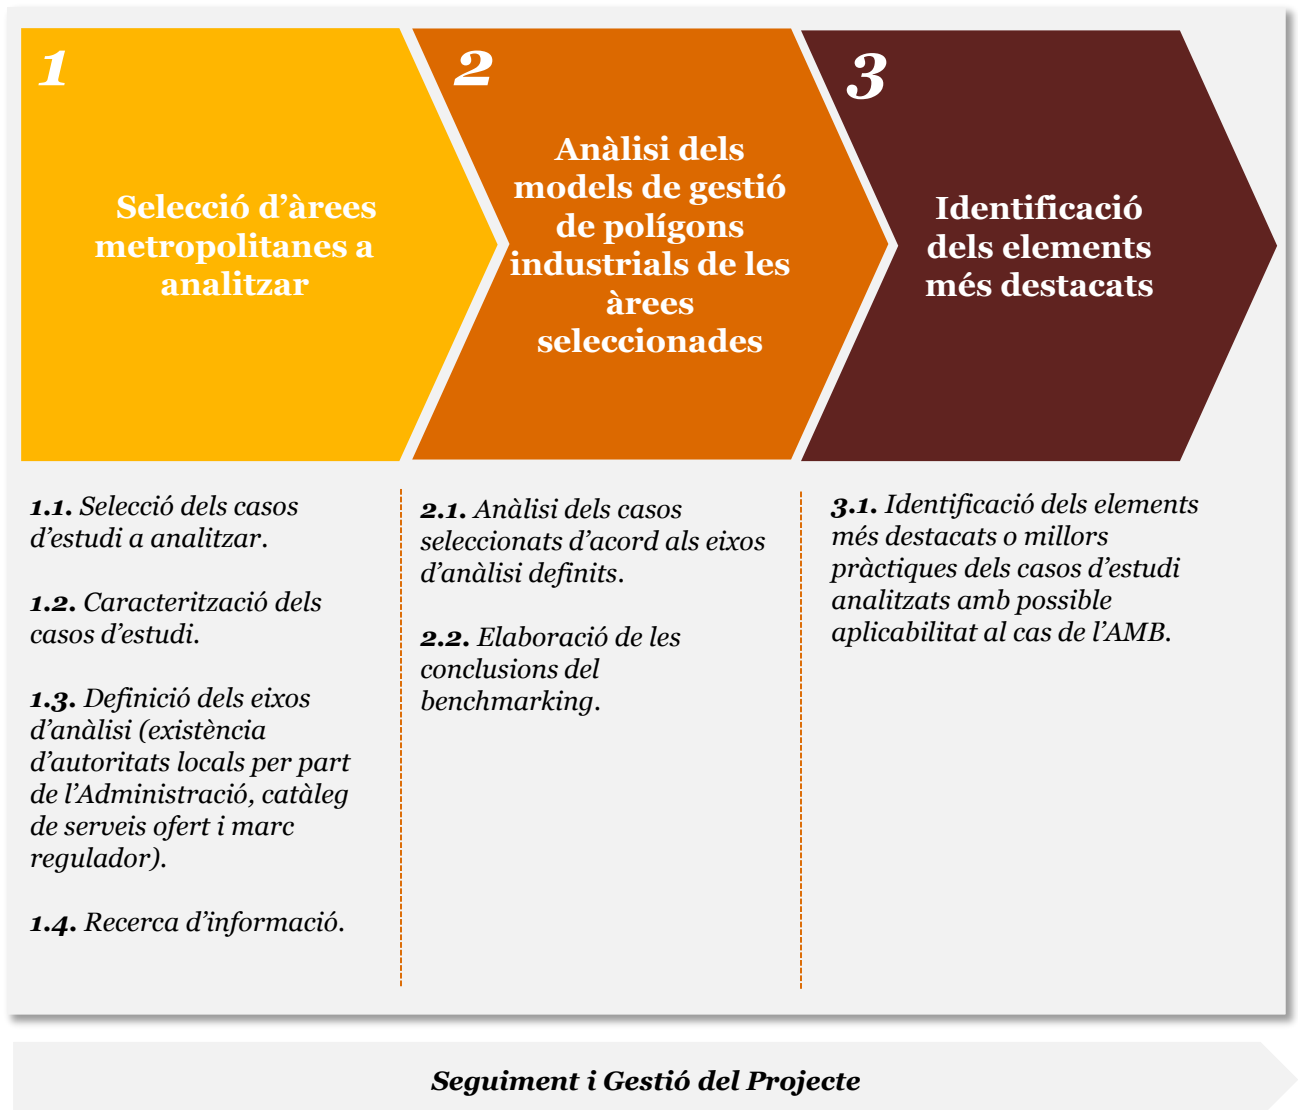 1
Selecció d’àrees
metropolitanes a
analitzar
2
Anàlisi dels
models de gestió
de polígons
industrials de les
àrees
seleccionades
3
Identificació
dels elements
més destacats
1.1. Selecció dels casos
d’estudi a analitzar.
1.2. Caracterització dels
casos d’estudi.
1.3. Definició dels eixos
d’anàlisi (existència
d’autoritats locals per part
de l’Administració, catàleg
de serveis ofert i marc
regulador).
1.4. Recerca d’informació.
2.1. Anàlisi dels casos
seleccionats d’acord als eixos
d’anàlisi definits.
2.2. Elaboració de les
conclusions del
benchmarking.
3.1. Identificació dels elements
més destacats o millors
pràctiques dels casos d’estudi
analitzats amb possible
aplicabilitat al cas de l’AMB.
Seguiment i Gestió del Projecte